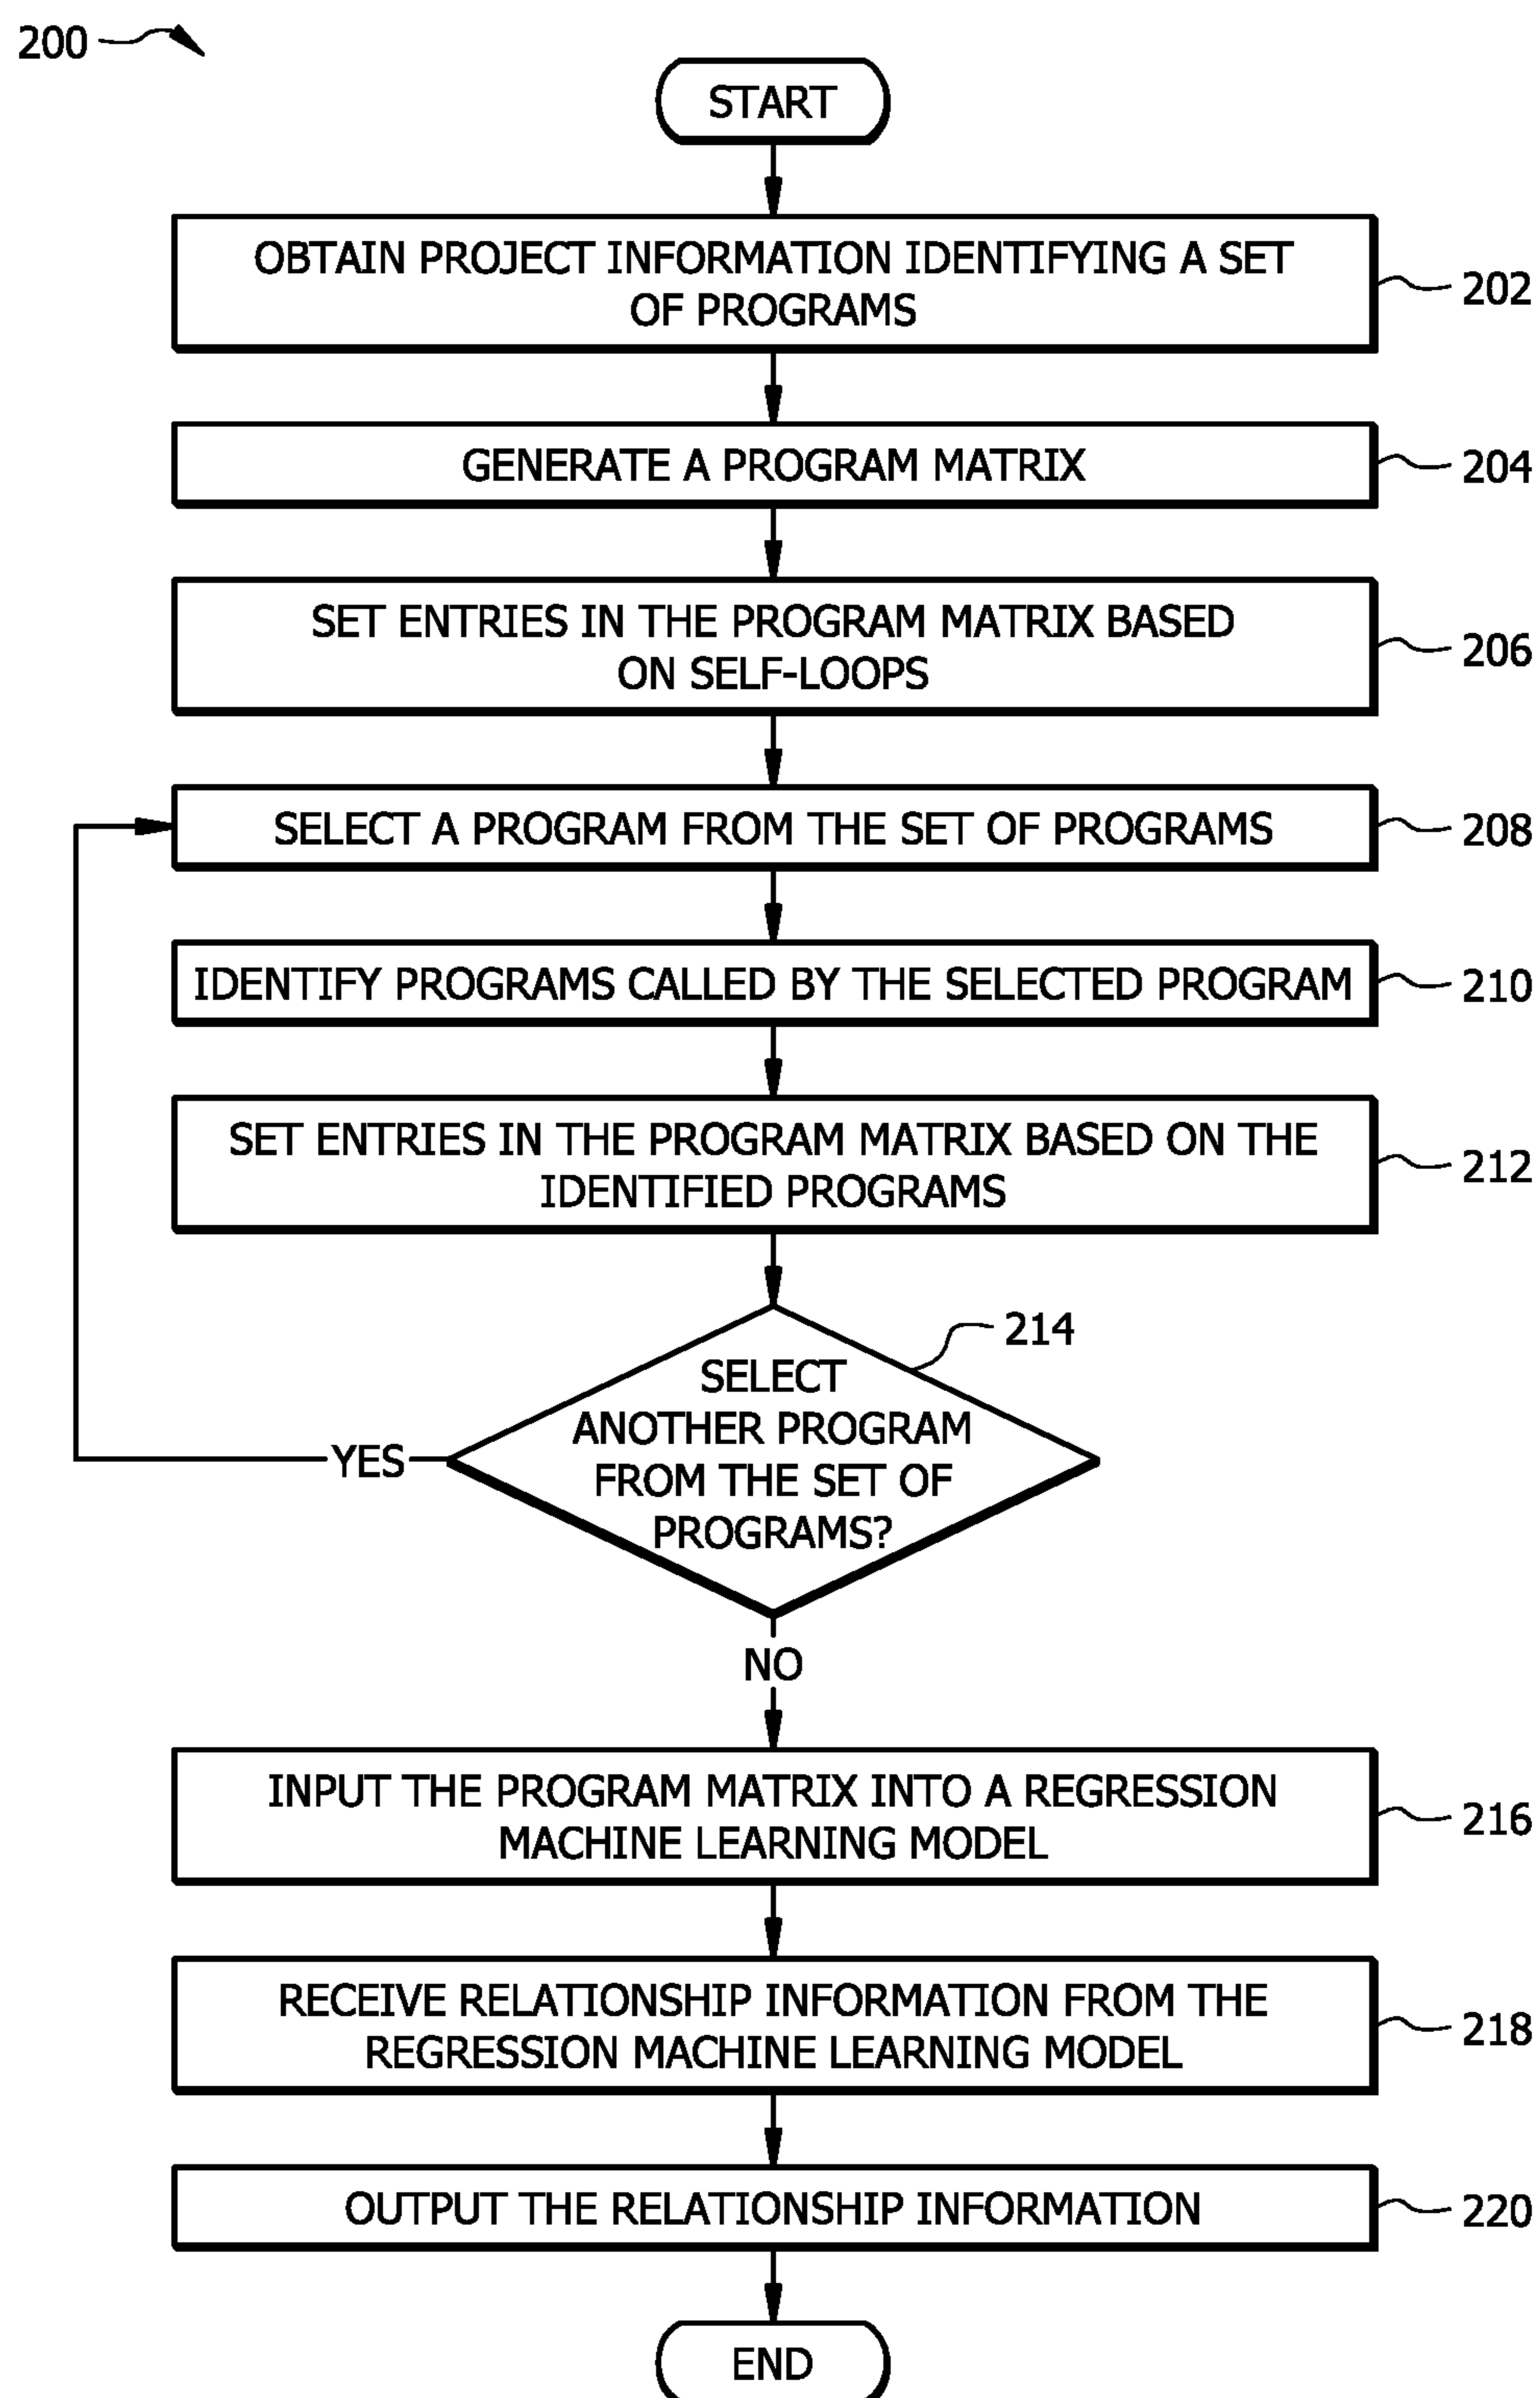 200
START
OBTAIN PROJECT INFORMATION IDENTIFYING A SET
OF PROGRAMS
202
GENERATE A PROGRAM MATRIX
204
SET ENTRIES IN THE PROGRAM MATRIX BASED
ON SELF-LOOPS
206
SELECT A PROGRAM FROM THE SET OF PROGRAMS
208
IDENTIFY PROGRAMS CALLED BY THE SELECTED PROGRAM
210
SET ENTRIES IN THE PROGRAM MATRIX BASED ON THE
IDENTIFIED PROGRAMS
212
214
SELECT
ANOTHER PROGRAM
FROM THE SET OF
PROGRAMS?
YES
NO
INPUT THE PROGRAM MATRIX INTO A REGRESSION
MACHINE LEARNING MODEL
216
RECEIVE RELATIONSHIP INFORMATION FROM THE
REGRESSION MACHINE LEARNING MODEL
218
OUTPUT THE RELATIONSHIP INFORMATION
220
END